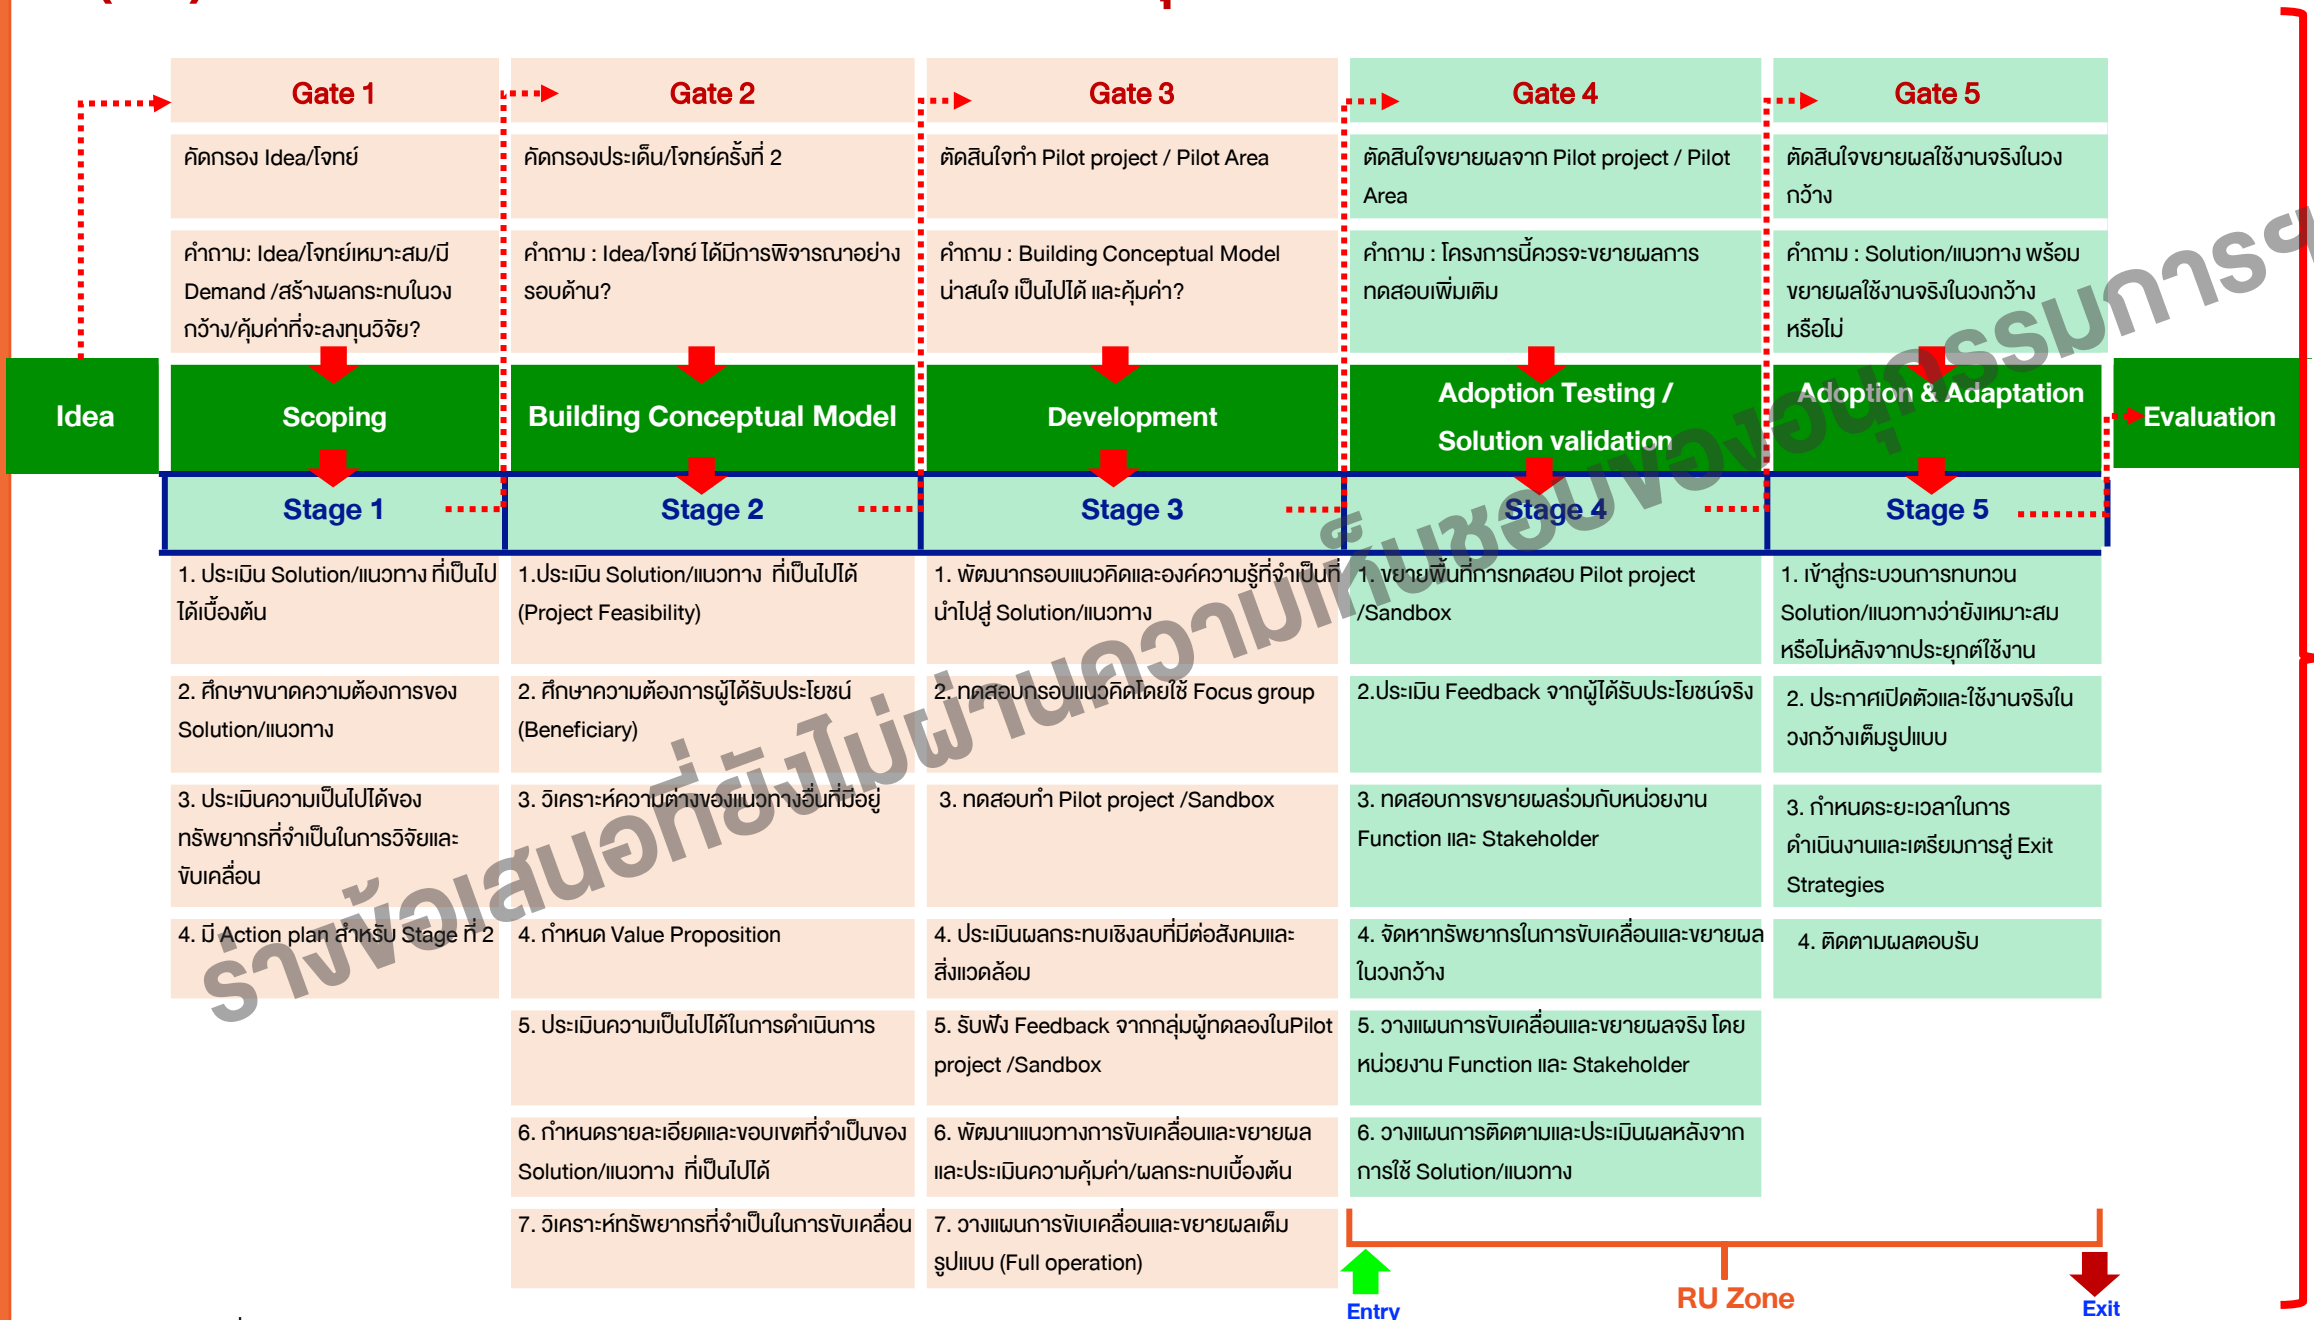 Gate 1
Gate 2
Gate 3
Gate 4
Gate 5
คัดกรอง Idea/โจทย์
คัดกรองประเด็น/โจทย์ครั้งที่ 2
ตัดสินใจทำ Pilot project / Pilot Area
ตัดสินใจขยายผลจาก Pilot project / Pilot
Area
ตัดสินใจขยายผลใช้งานจริงในวง
กว้าง
คำถาม: Idea/โจทย์เหมาะสม/มี
Demand /สร้างผลกระทบในวง
กว้าง/คุ้มค่าที่จะลงทุนวิจัย?
คำถาม : Idea/โจทย์ ได้มีการพิจารณาอย่าง
รอบด้าน?
คำถาม : Building Conceptual Model
น่าสนใจ เป็นไปได้ และคุ้มค่า?
คำถาม : โครงการนี้ควรจะขยายผลการ
ทดสอบเพิ่มเติม
คำถาม : Solution/แนวทาง พร้อม
ขยายผลใช้งานจริงในวงกว้าง
หรือไม่
Idea
Scoping
Building Conceptual Model
Development
Adoption Testing /
Solution validation
Adoption & Adaptation
Evaluation
Stage 1
Stage 2
Stage 3
Stage 4
Stage 5
1. ประเมิน Solution/แนวทาง ที่เป็นไป
ได้เบื้องต้น
2. ศึกษาขนาดความต้องการของ
Solution/แนวทาง
3. ประเมินความเป็นไปได้ของ
ทรัพยากรที่จำเป็นในการวิจัยและ
ขับเคลื่อน
4. มี Action plan สำหรับ Stage ที่ 2
1.ประเมิน Solution/แนวทาง ที่เป็นไปได้
(Project Feasibility)
2. ศึกษาความต้องการผู้ได้รับประโยชน์
(Beneficiary)
3. วิเคราะห์ความต่างของแนวทางอื่นที่มีอยู่
4. กำหนด Value Proposition
5. ประเมินความเป็นไปได้ในการดำเนินการ
6. กำหนดรายละเอียดและขอบเขตที่จำเป็นของ
Solution/แนวทาง ที่เป็นไปได้
7. วิเคราะห์ทรัพยากรที่จำเป็นในการขับเคลื่อน
1. พัฒนากรอบแนวคิดและองค์ความรู้ที่จำเป็นที่
นำไปสู่ Solution/แนวทาง
2. ทดสอบกรอบแนวคิดโดยใช้ Focus group
3. ทดสอบทำ Pilot project /Sandbox
4. ประเมินผลกระทบเชิงลบที่มีต่อสังคมและ
สิ่งแวดล้อม
5. รับฟัง Feedback จากกลุ่มผู้ทดลองในPilot
project /Sandbox
6. พัฒนาแนวทางการขับเคลื่อนและขยายผล
และประเมินความคุ้มค่า/ผลกระทบเบื้องต้น
7. วางแผนการขับเคลื่อนและขยายผลเต็ม
รูปแบบ (Full operation)
1. ขยายพื้นที่การทดสอบ Pilot project
/Sandbox
2.ประเมิน Feedback จากผู้ได้รับประโยชน์จริง
3. ทดสอบการขยายผลร่วมกับหน่วยงาน
Function และ Stakeholder
4. จัดหาทรัพยากรในการขับเคลื่อนและขยายผล
ในวงกว้าง
5. วางแผนการขับเคลื่อนและขยายผลจริง โดย
หน่วยงาน Function และ Stakeholder
6. วางแผนการติดตามและประเมินผลหลังจาก
การใช้ Solution/แนวทาง
1. เข้าสู่กระบวนการทบทวน
Solution/แนวทางว่ายังเหมาะสม
หรือไม่หลังจากประยุกต์ใช้งาน
2. ประกาศเปิดตัวและใช้งานจริงใน
วงกว้างเต็มรูปแบบ
3. กำหนดระยะเวลาในการ
ดำเนินงานและเตรียมการสู่ Exit
Strategies
4. ติดตามผลตอบรับ
Entry
RU Zone
Exit
ร่างข้อเสนอที่ยังไม่ผ่านความเห็นชอบของอนุกรรมการฯ